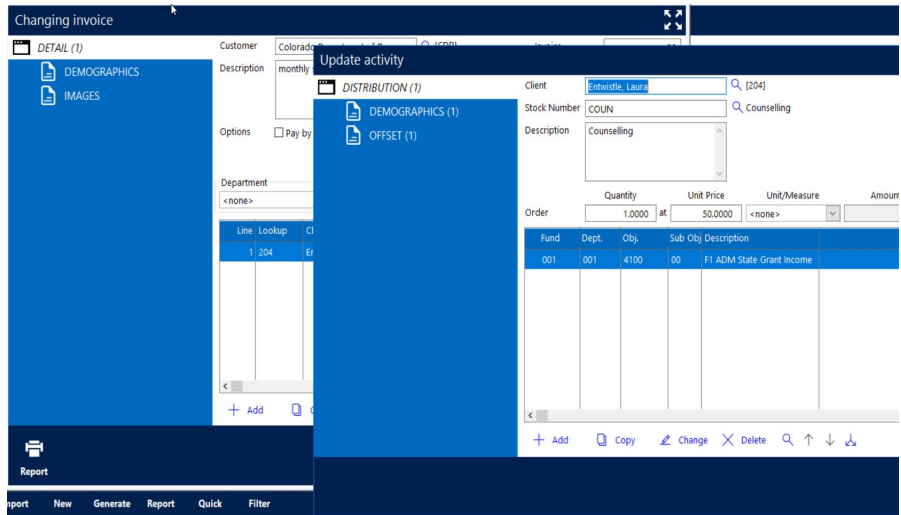 Changing invoice
DETAIL (1)
DEMOGRAPHICS
IMAGES
Customer
Description monthly
Options Pay by
Department
<none>
Line Lookup
1 204
+ Add
Report
New Generate Report Quick Filter
Update activity
DISTRIBUTION (1)
DEMOGRAPHICS (1)
OFFSET (1)
Client Entwistle, Laura [204]
Stock Number COUN Counselling
Description Counselling
Quantity Unit Price Unit/Measure Amount
Order 1.0000 at 50.0000 <none>
Fund Dept. Obj. Sub Obj Description
001 001 4100 00 F1 ADM State Grant Income
+ Add Copy Change Delete